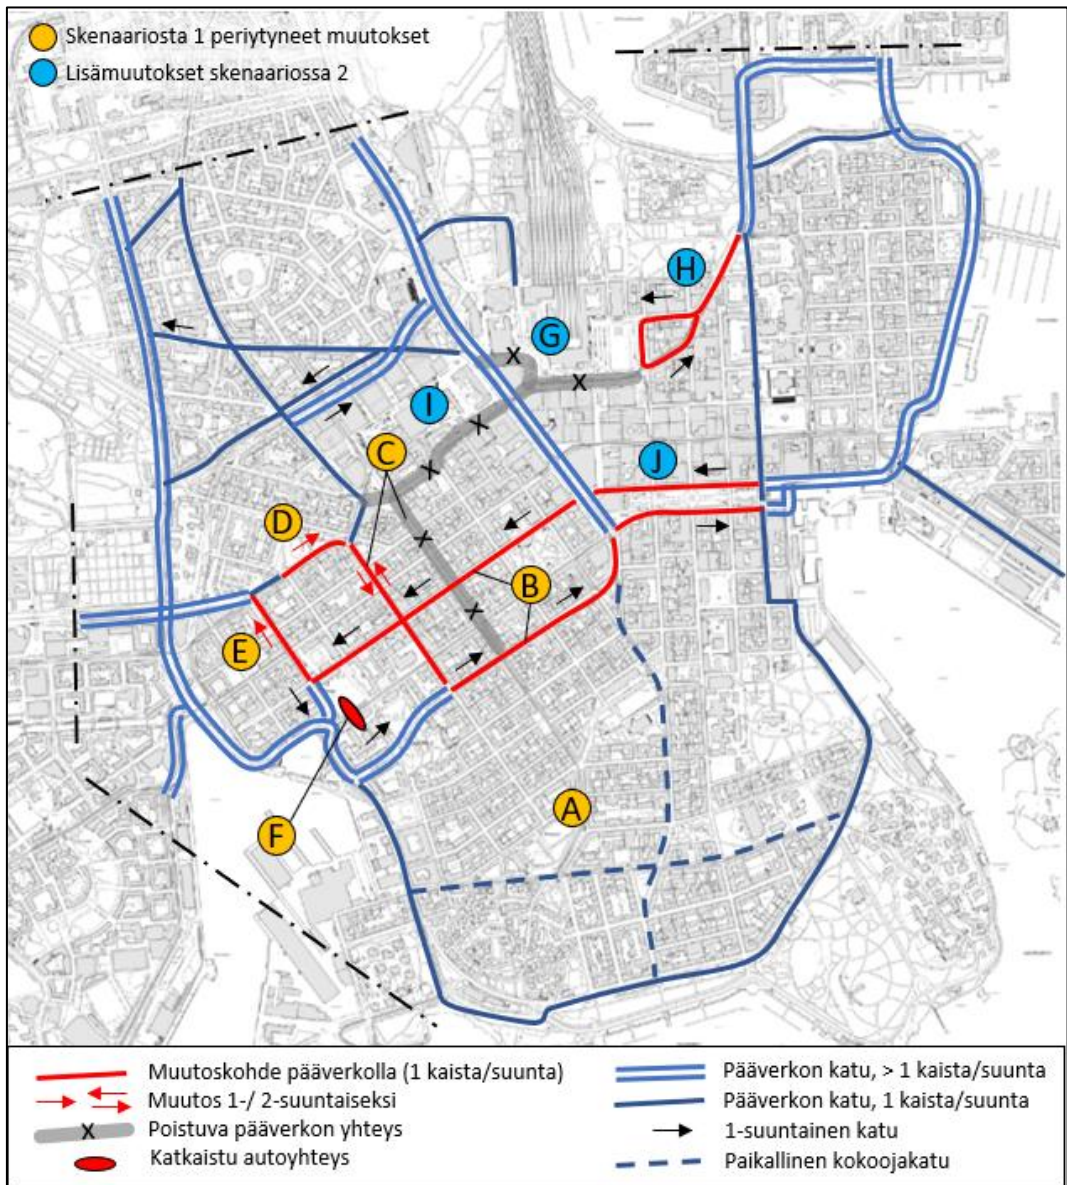 Skenaariosta 1 periytyneet muutokset
Lisämuutokset skenaariossa 2
H
G
I
C
J
D
B
E
A
F
X
X
X
X
X
X
Muutoskohde pääverkolla (1 kaista/suunta)
Muutos 1-/ 2-suuntaiseksi
X Poistuva pääverkon yhteys
Katkaistu autoyhteys
Pääverkon katu, > 1 kaista/suunta
Pääverkon katu, 1 kaista/suunta
1-suuntainen katu
Paikallinen kokoojakatu